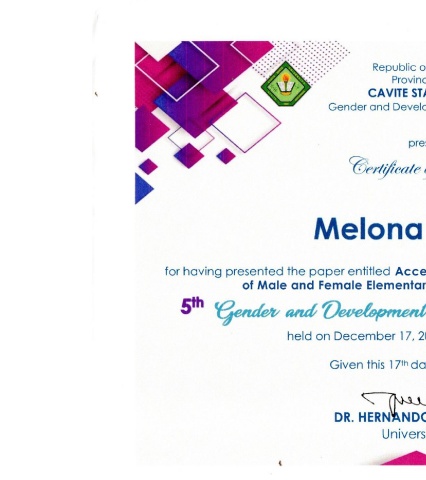 Republic o
Provinc
CAVITE STA
Gender and Develo
pre
Certificate
Melona
for having presented the paper entitled Acce
of Male and Female Elementar
5th Gender and Development
held on December 17, 20
Given this 17th da
DR. HERNANDO
Univers